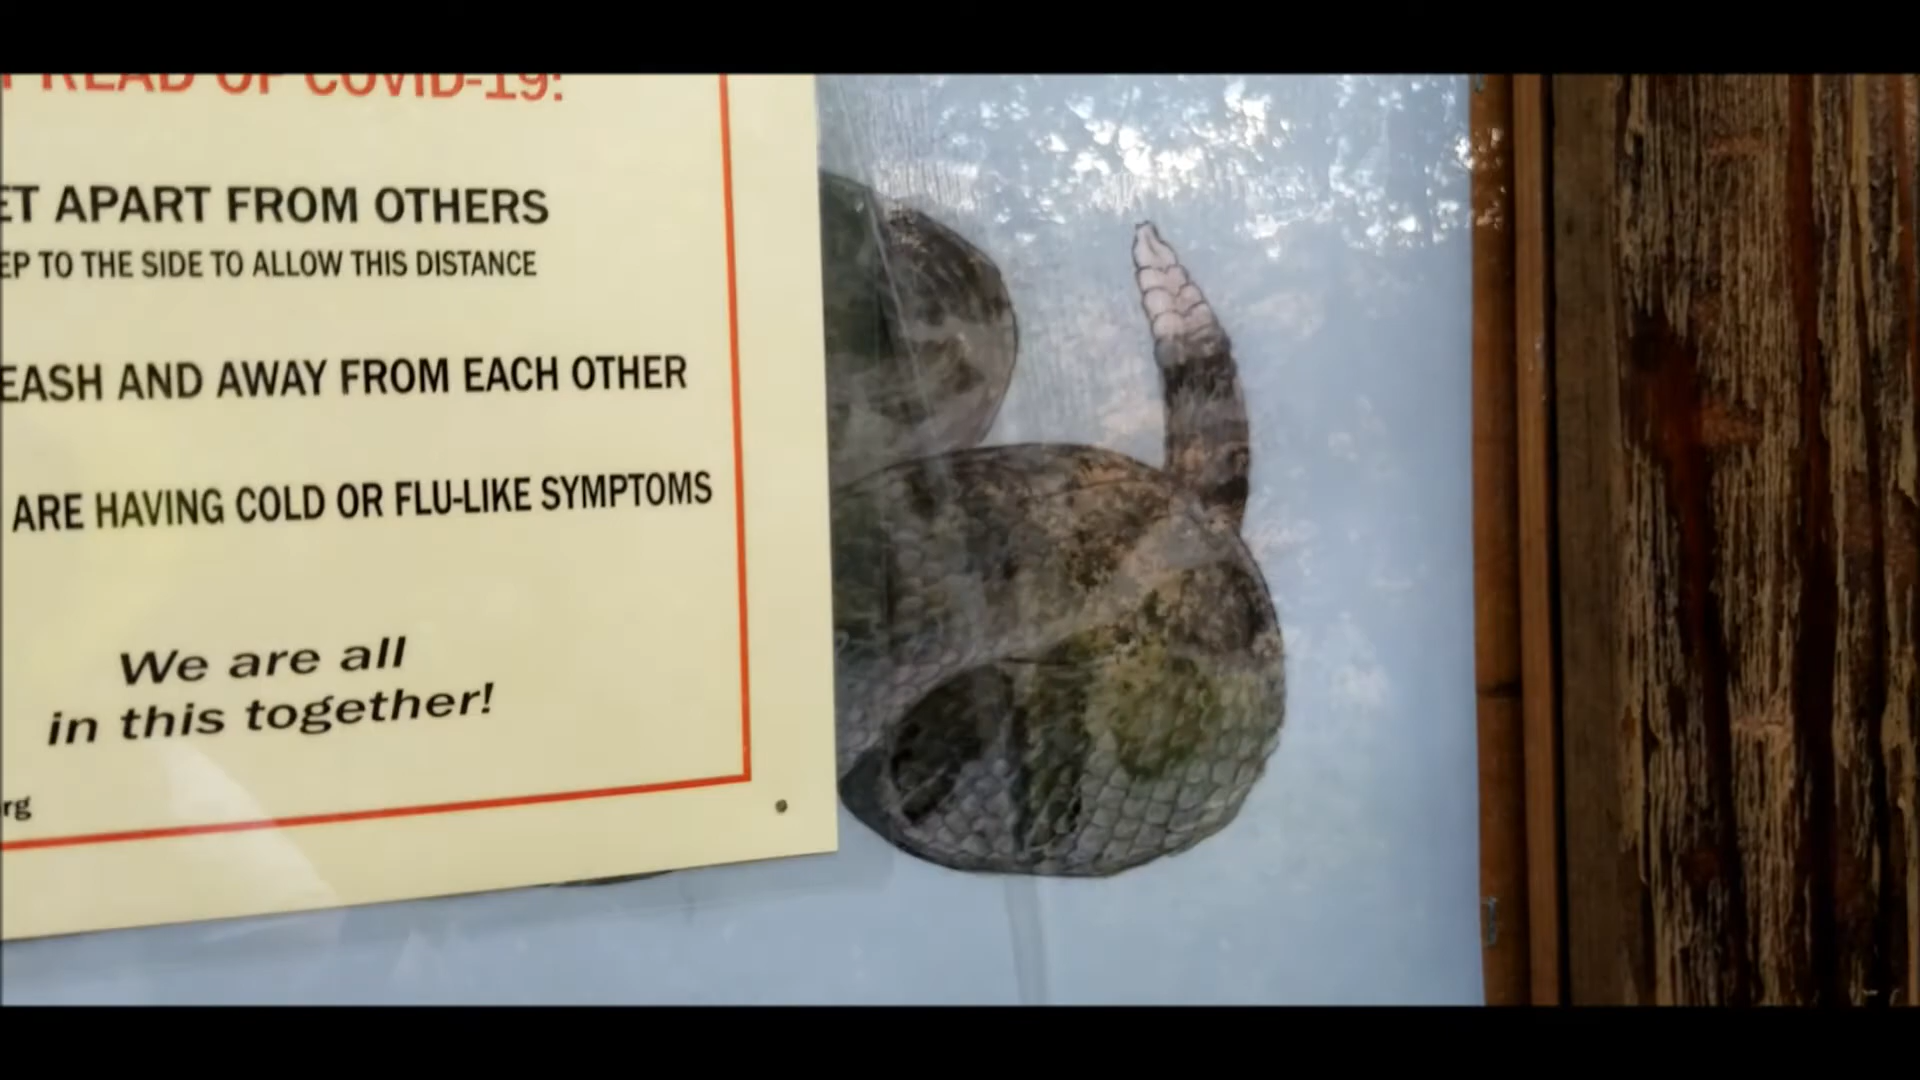 READ OF COVID-19:
ET APART FROM OTHERS
EP TO THE SIDE TO ALLOW THIS DISTANCE
EASH AND AWAY FROM EACH OTHER
ARE HAVING COLD OR FLU-LIKE SYMPTOMS
We are all
in this together!
rg